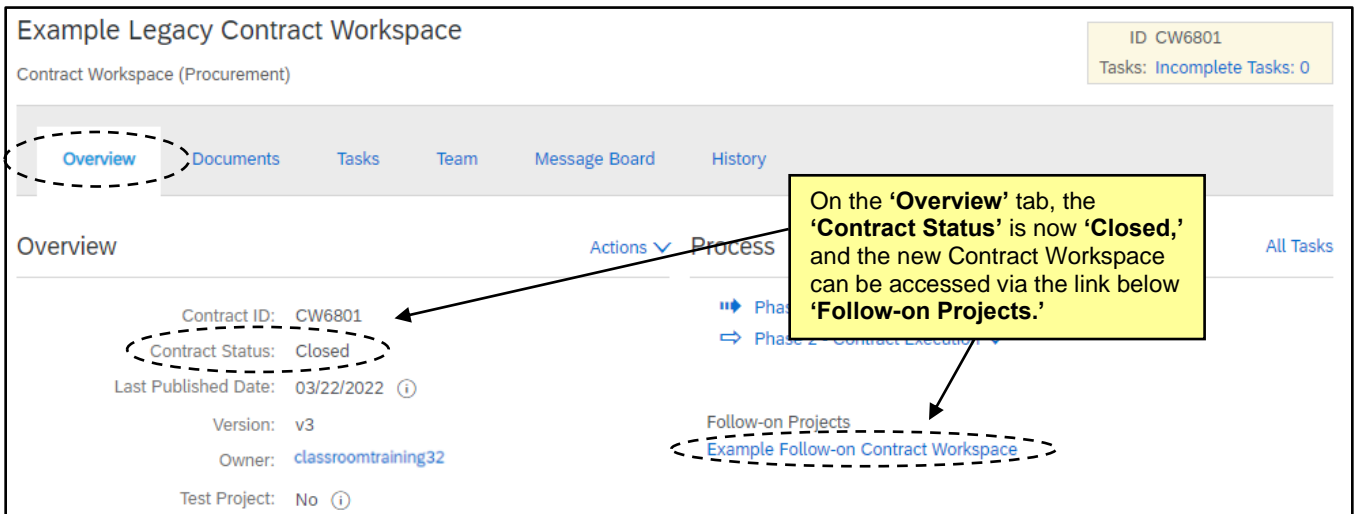 Example Legacy Contract Workspace
Contract Workspace (Procurement)
ID CW6801
Tasks: Incomplete Tasks: 0
Overview Documents Tasks Team Message Board History
On the ‘Overview’ tab, the
‘Contract Status’ is now ‘Closed,’
and the new Contract Workspace
can be accessed via the link below
‘Follow-on Projects.’
Overview Actions
Contract ID: CW6801
Contract Status: Closed
Last Published Date: 03/22/2022
Version: v3
Owner: classroomtraining32
Test Project: No
Process All Tasks
Phase 2 - Contract Execution
Follow-on Projects
Example Follow-on Contract Workspace